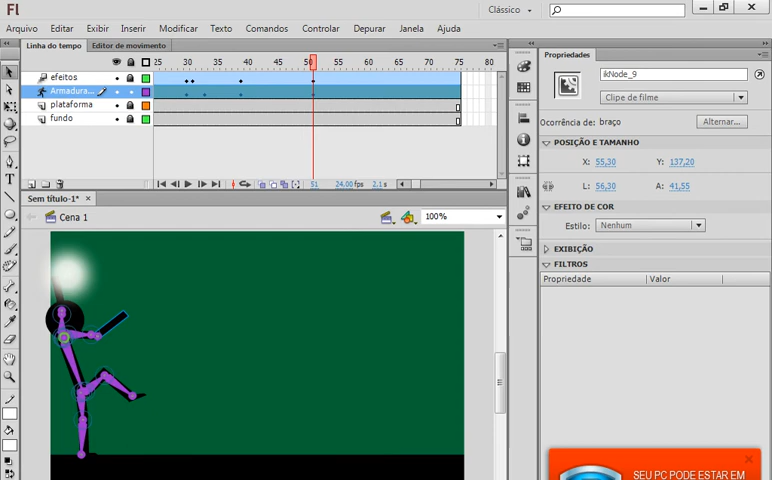 Fl
Clássico
Arquivo Editar Exibir Inserir Modificar Texto Comandos Controlar Depurar Janela Ajuda
Linha do tempo Editor de movimento
25 30 35 40 45 50 55 60 65 70 75 80
efeitos
Armadura...
plataforma
fundo
51 24,00 fps 2,1 s
Sem título-1*
Cena 1
100%
Propriedades
ikNode_9
Clipe de filme
Ocorrência de: braço
Alternar...
POSIÇÃO E TAMANHO
X: 55,30 Y: 137,20
L: 56,30 A: 41,55
EFEITO DE COR
Estilo: Nenhum
EXIBIÇÃO
FILTROS
Propriedade Valor
SEU PC PODE ESTAR EM